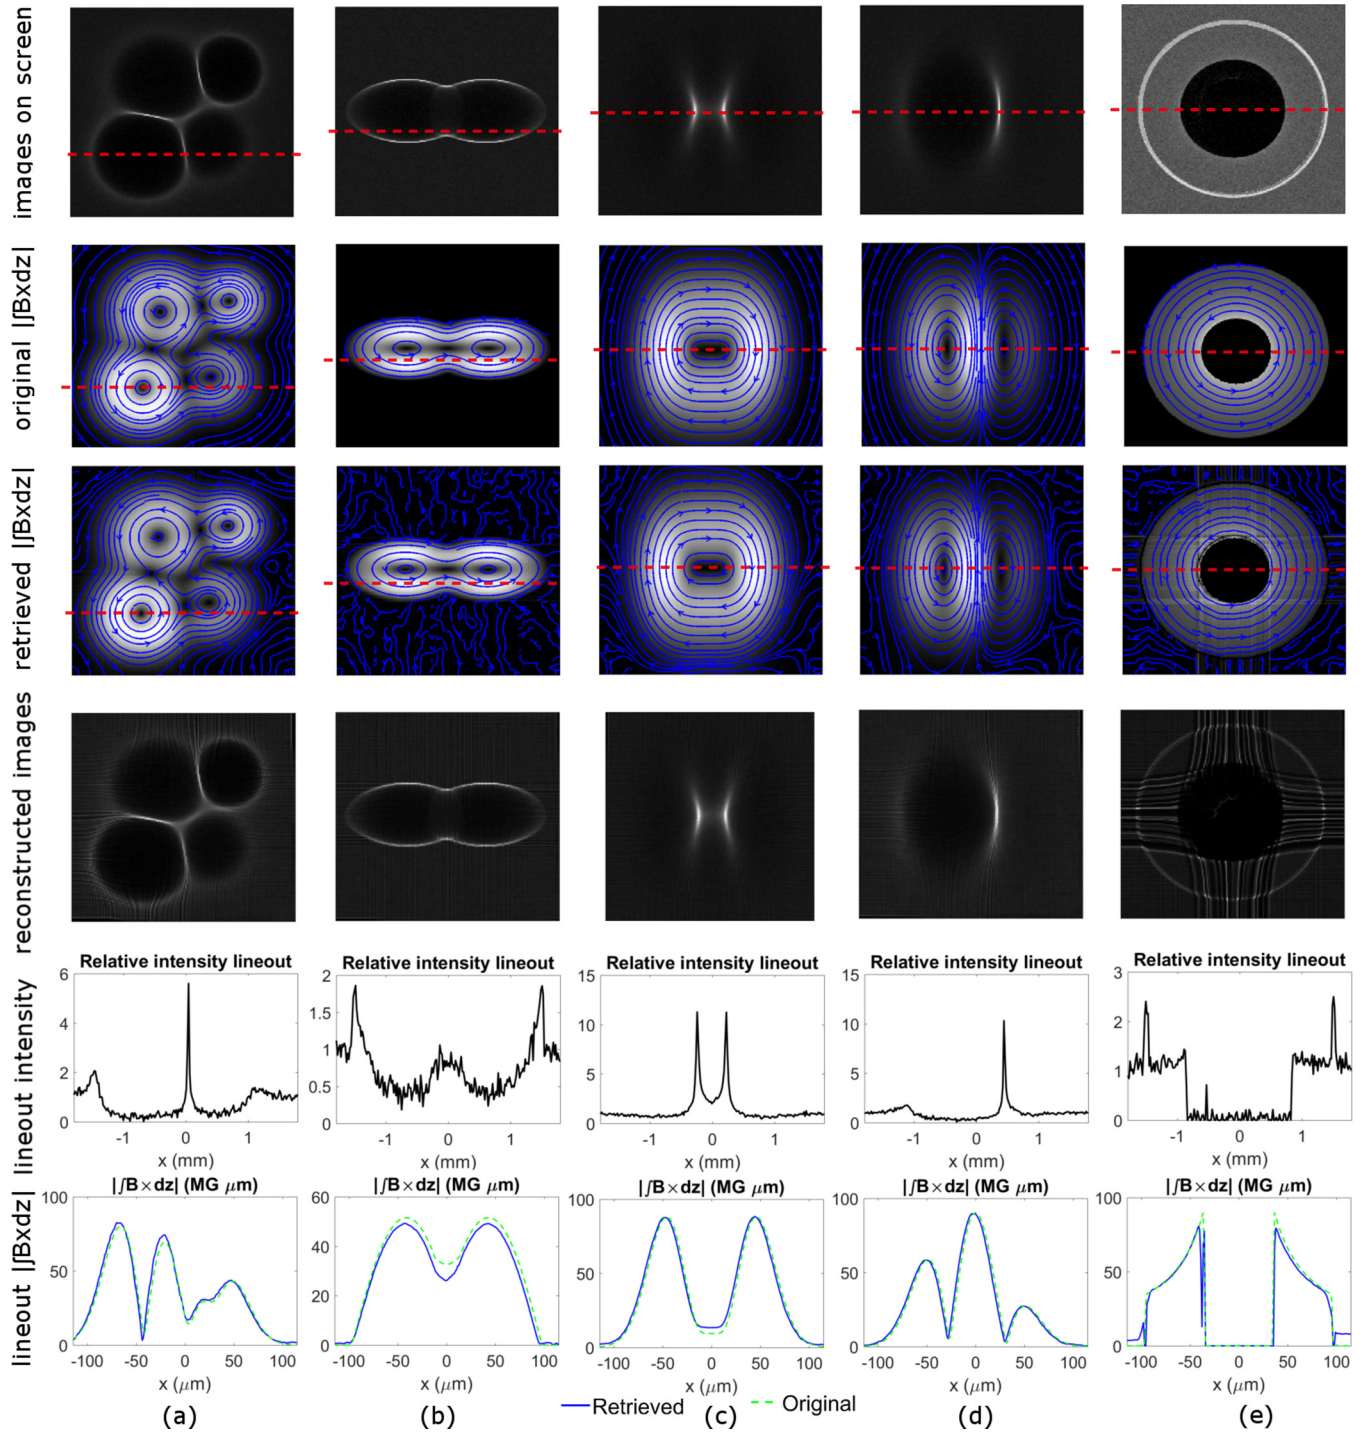 images on screen
original |∫Bxdz|
retrieved |∫Bxdz|
reconstructed images
lineout intensity
Relative intensity lineout
6
4
2
0
-1
0
1
x (mm)
Relative intensity lineout
2
1.5
1
0.5
0
-1
0
1
x (mm)
Relative intensity lineout
15
10
5
0
-1
0
1
x (mm)
Relative intensity lineout
15
10
5
0
-1
0
1
x (mm)
Relative intensity lineout
3
2
1
0
-1
0
1
x (mm)
lineout |∫Bxdz|
|∫B×dz| (MG μm)
100
50
0
-100
-50
0
50
100
x (μm)
(a)
|∫B×dz| (MG μm)
60
40
20
0
-100
-50
0
50
100
x (μm)
(b)
|∫B×dz| (MG μm)
100
50
0
-100
-50
0
50
100
x (μm)
(c)
|∫B×dz| (MG μm)
100
50
0
-100
-50
0
50
100
x (μm)
(d)
|∫B×dz| (MG μm)
100
50
0
-100
-50
0
50
100
x (μm)
(e)
Retrieved
Original